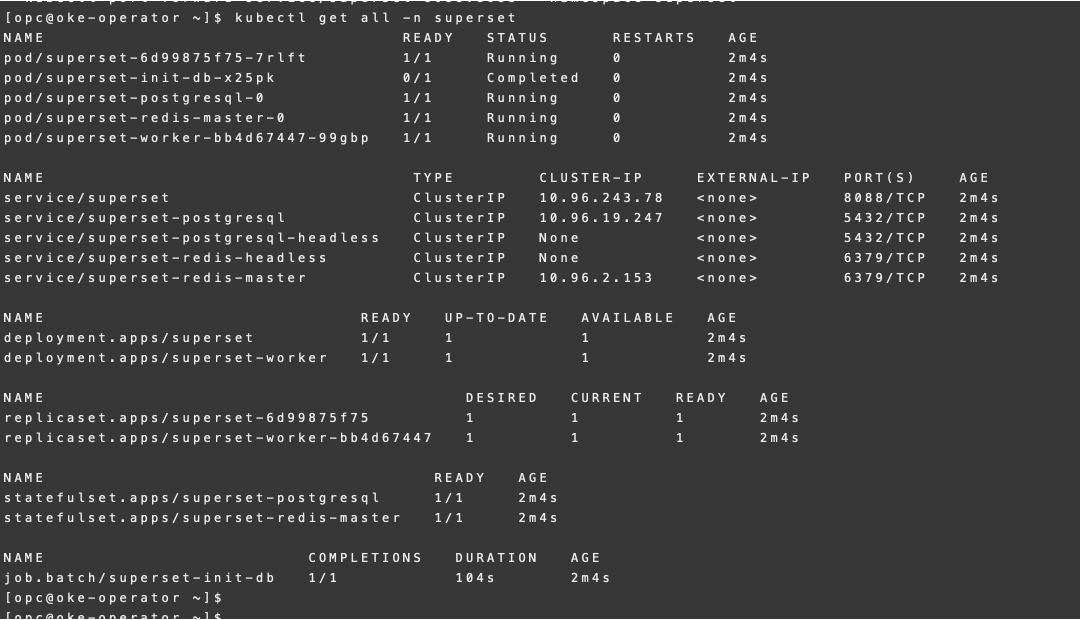 [opc@oke-operator ~]$ kubectl get all -n superset
NAME READY STATUS RESTARTS AGE
pod/superset-6d99875f75-7rlft 1/1 Running 0 2m4s
pod/superset-init-db-x25pk 0/1 Completed 0 2m4s
pod/superset-postgresql-0 1/1 Running 0 2m4s
pod/superset-redis-master-0 1/1 Running 0 2m4s
pod/superset-worker-bb4d67447-99gbp 1/1 Running 0 2m4s
NAME TYPE CLUSTER-IP EXTERNAL-IP PORT(S) AGE
service/superset ClusterIP 10.96.243.78 <none> 8088/TCP 2m4s
service/superset-postgresql ClusterIP 10.96.19.247 <none> 5432/TCP 2m4s
service/superset-postgresql-headless ClusterIP None <none> 5432/TCP 2m4s
service/superset-redis-headless ClusterIP None <none> 6379/TCP 2m4s
service/superset-redis-master ClusterIP 10.96.2.153 <none> 6379/TCP 2m4s
NAME READY UP-TO-DATE AVAILABLE AGE
deployment.apps/superset 1/1 1 1 2m4s
deployment.apps/superset-worker 1/1 1 1 2m4s
NAME DESIRED CURRENT READY AGE
replicaset.apps/superset-6d99875f75 1 1 1 2m4s
replicaset.apps/superset-worker-bb4d67447 1 1 1 2m4s
NAME READY AGE
statefulset.apps/superset-postgresql 1/1 2m4s
statefulset.apps/superset-redis-master 1/1 2m4s
NAME COMPLETIONS DURATION AGE
job.batch/superset-init-db 1/1 104s 2m4s
[opc@oke-operator ~]$
[opc@oke-operator ~]$